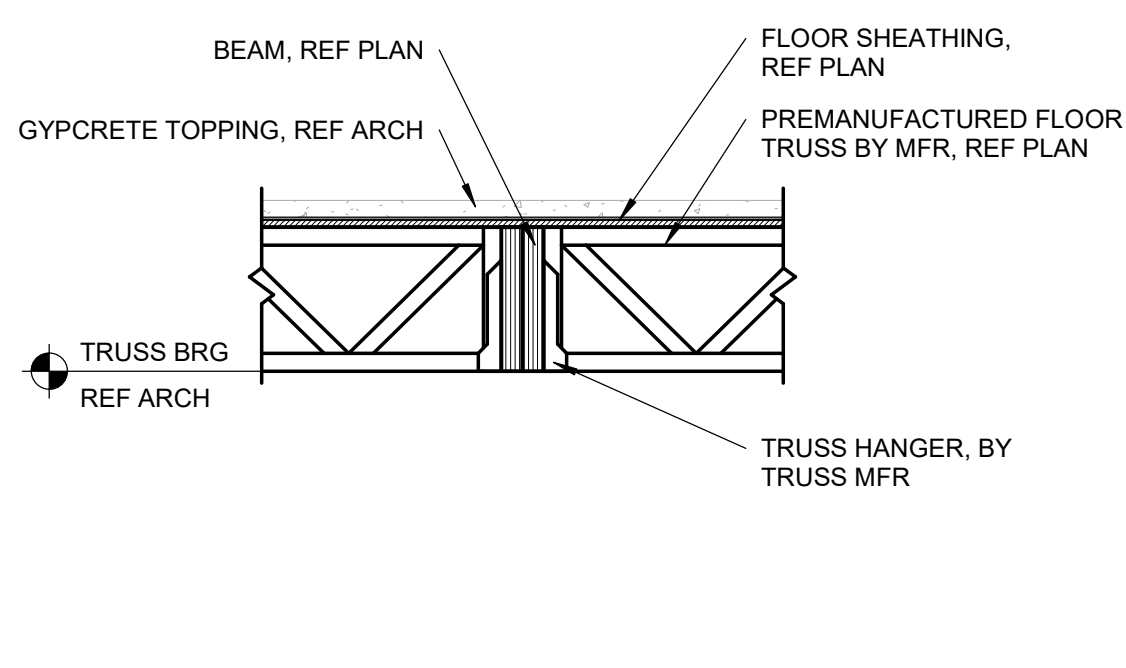 BEAM, REF PLAN
GYPCRETE TOPPING, REF ARCH
FLOOR SHEATHING,
REF PLAN
PREMANUFACTURED FLOOR
TRUSS BY MFR, REF PLAN
TRUSS BRG
REF ARCH
TRUSS HANGER, BY
TRUSS MFR